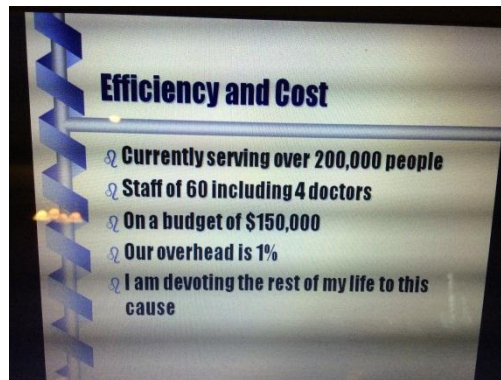 Efficiency and Cost
Currently serving over 200,000 people
Staff of 60 including 4 doctors
On a budget of $150,000
Our overhead is 1%
I am devoting the rest of my life to this
cause